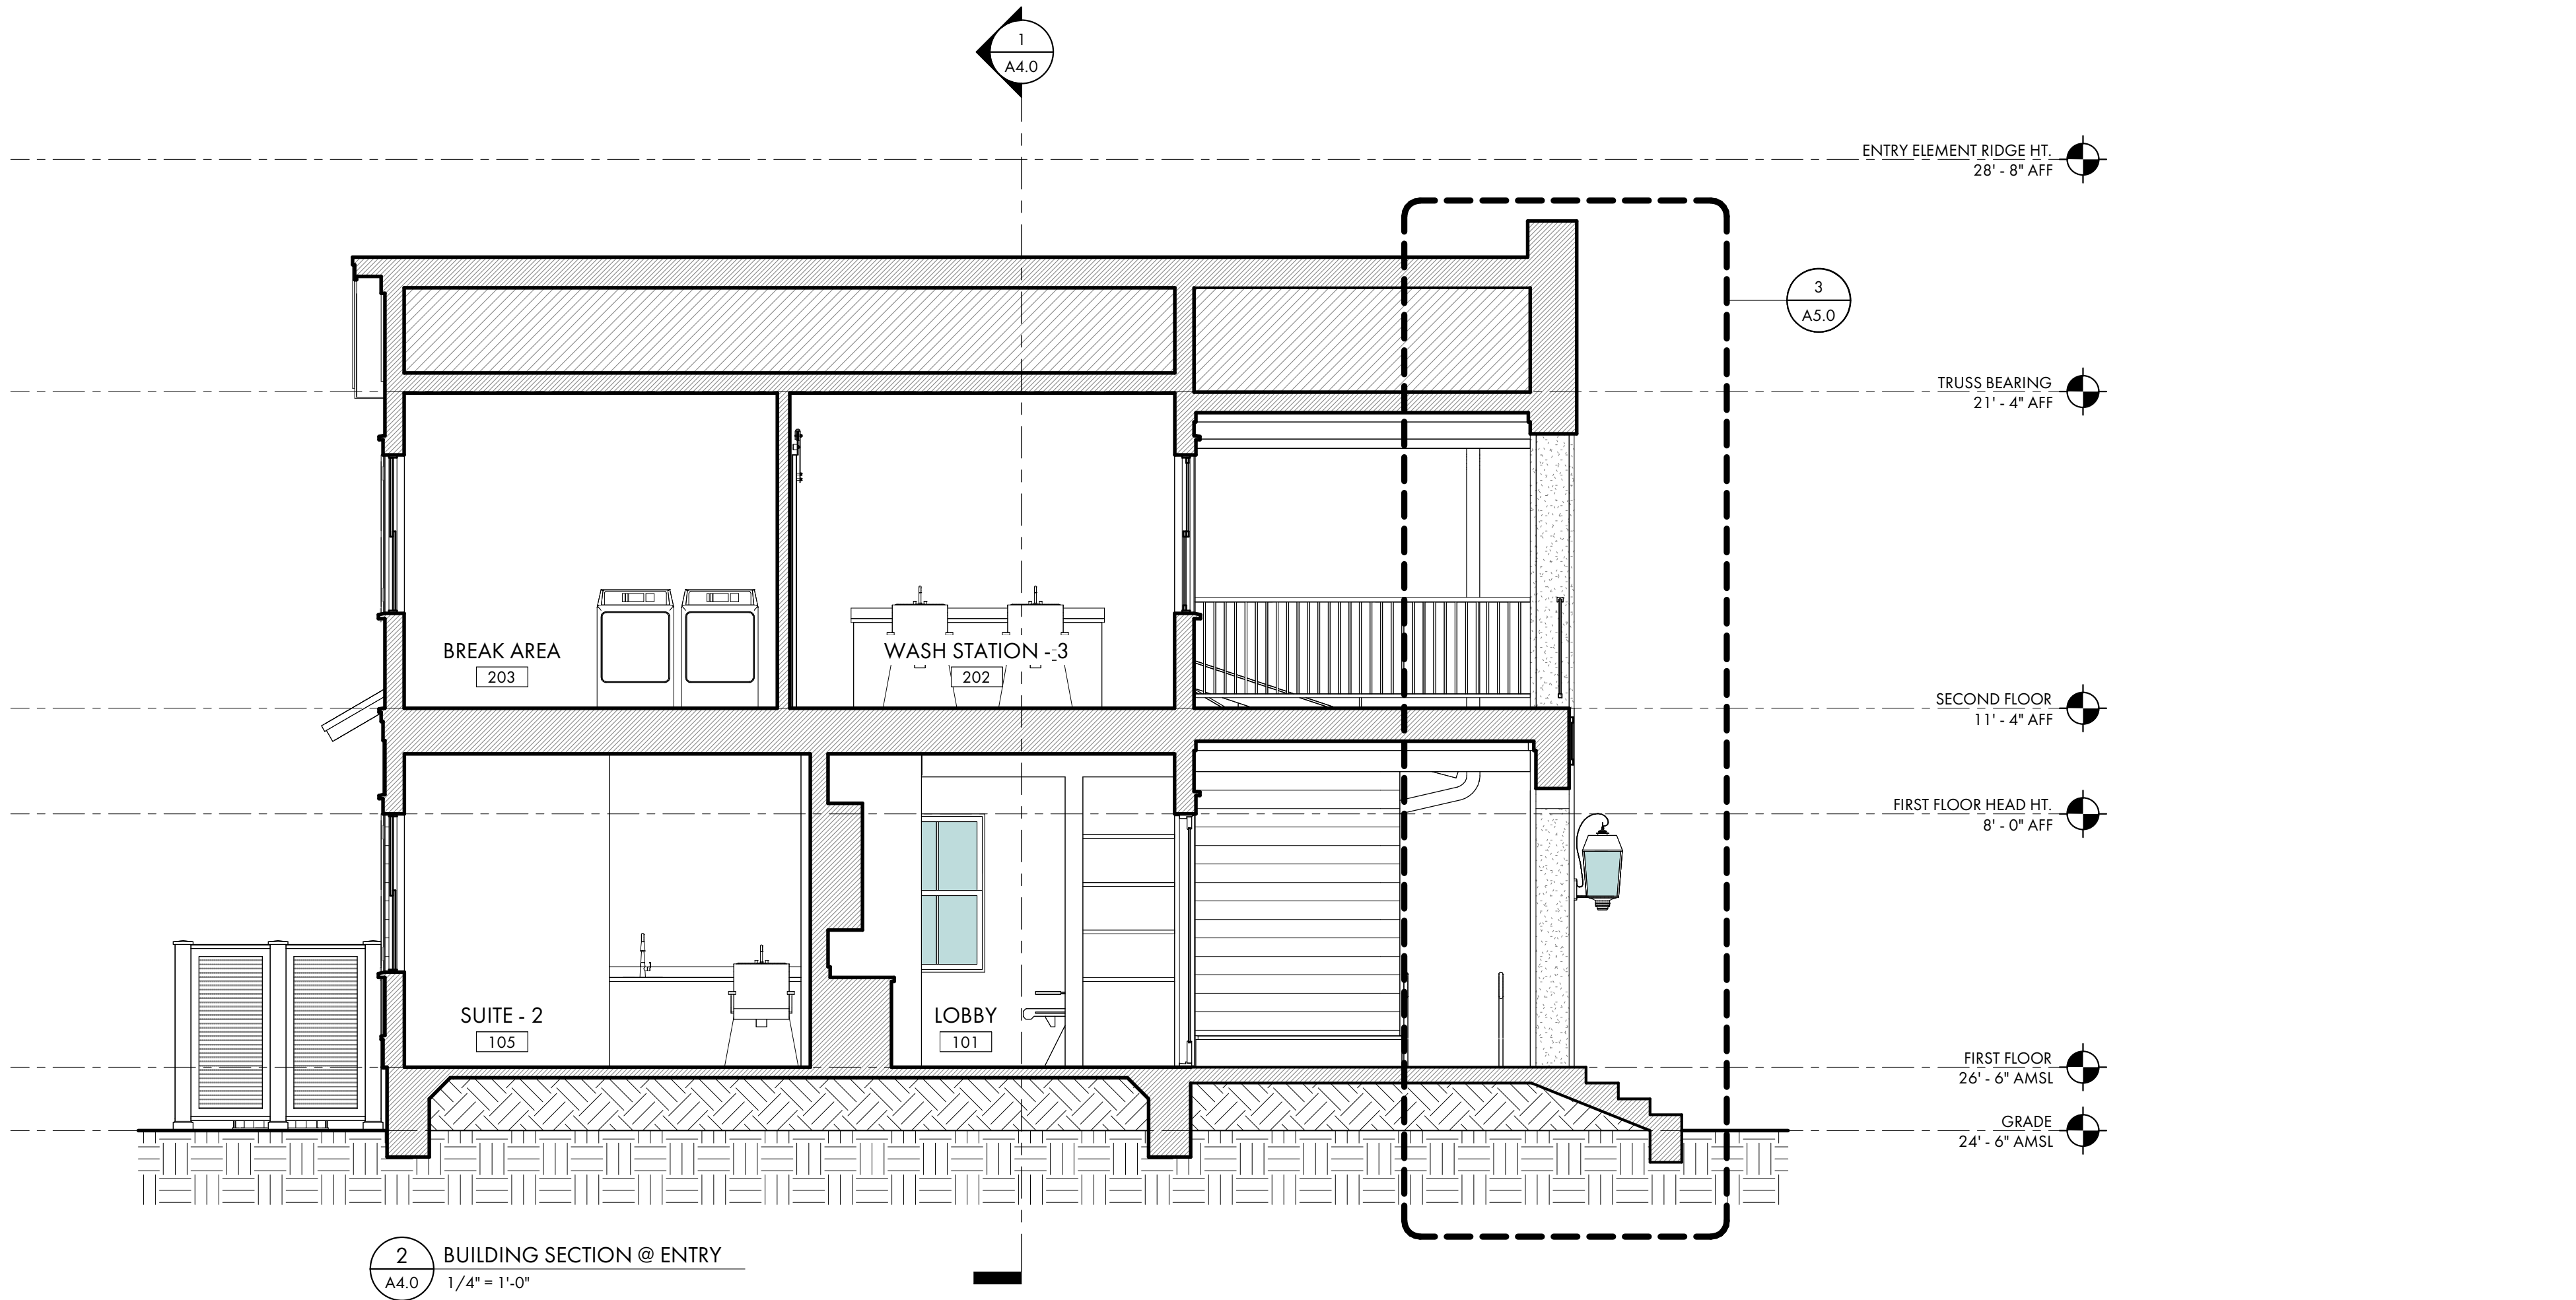 1
A4.0
ENTRY ELEMENT RIDGE HT.
28' - 8" AFF
3
A5.0
TRUSS BEARING
21' - 4" AFF
BREAK AREA
203
WASH STATION - 3
202
SECOND FLOOR
11' - 4" AFF
FIRST FLOOR HEAD HT.
8' - 0" AFF
SUITE - 2
105
LOBBY
101
FIRST FLOOR
26' - 6" AMSL
GRADE
24' - 6" AMSL
2
A4.0
BUILDING SECTION @ ENTRY
1/4" = 1'-0"